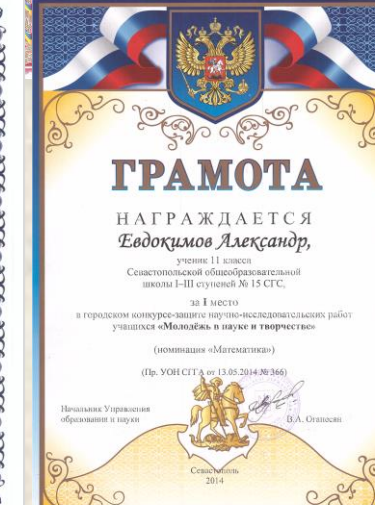 ГРАМОТА
НАГРАЖДАЕТСЯ
Евдокимов Александр,
ученик 11 класса
Севастопольской общеобразовательной
школы I–III ступеней № 15 СГС,
за I место
в городском конкурсе-защите научно-исследовательских работ
учащихся «Молодёжь в науке и творчестве»
(номинация «Математика»)
(Пр. УОН СГГА от 13.05.2014 № 366)
Начальник Управления
образования и науки
В.А. Оганесян
Севастополь
2014